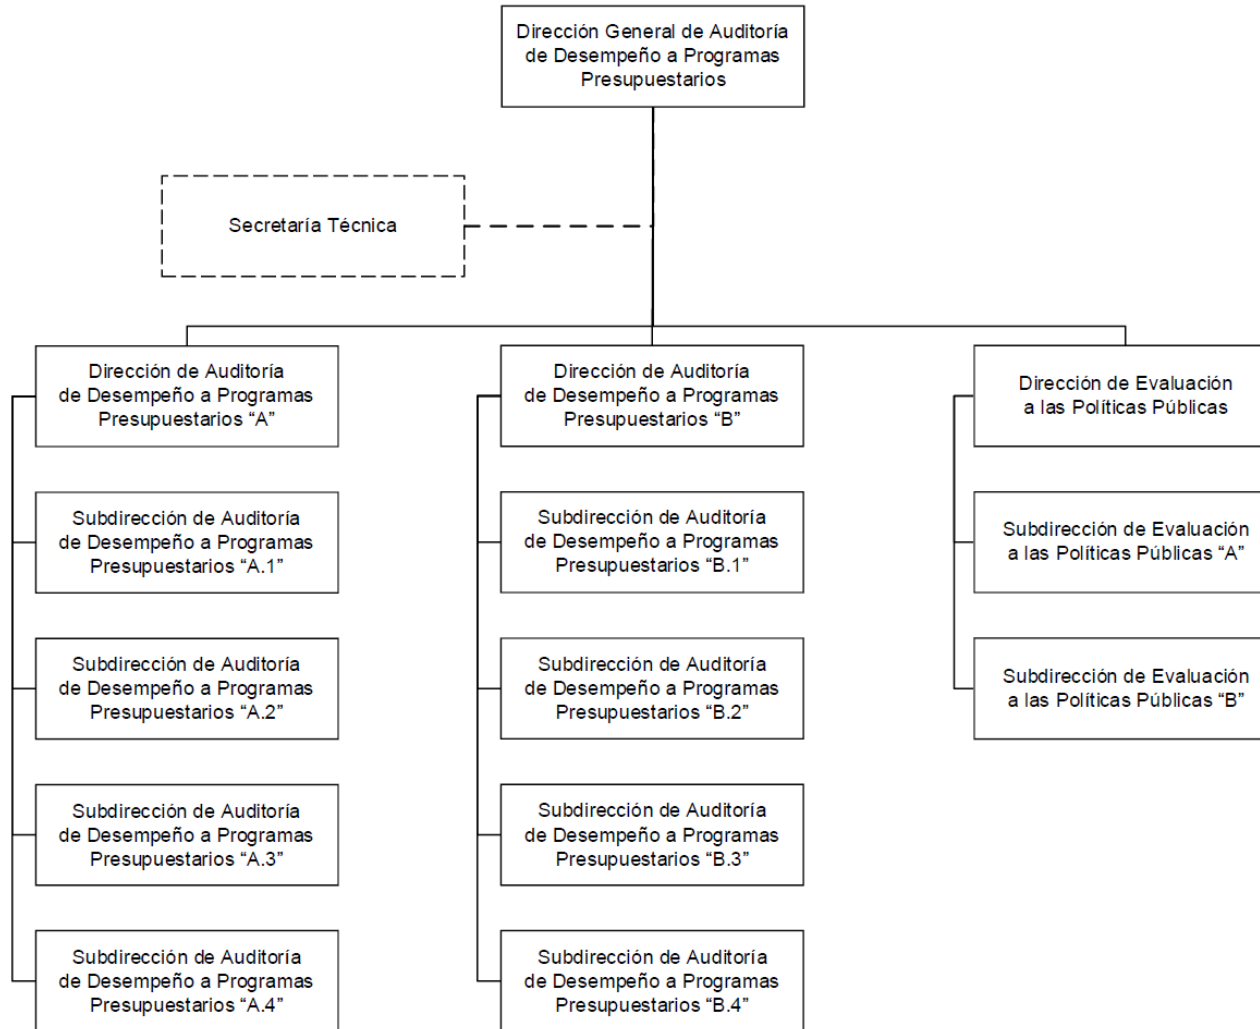 Dirección General de Auditoría
de Desempeño a Programas
Presupuestarios
Secretaría Técnica
Dirección de Auditoría
de Desempeño a Programas
Presupuestarios “A”
Subdirección de Auditoría
de Desempeño a Programas
Presupuestarios “A.1”
Subdirección de Auditoría
de Desempeño a Programas
Presupuestarios “A.2”
Subdirección de Auditoría
de Desempeño a Programas
Presupuestarios “A.3”
Subdirección de Auditoría
de Desempeño a Programas
Presupuestarios “A.4”
Dirección de Auditoría
de Desempeño a Programas
Presupuestarios “B”
Subdirección de Auditoría
de Desempeño a Programas
Presupuestarios “B.1”
Subdirección de Auditoría
de Desempeño a Programas
Presupuestarios “B.2”
Subdirección de Auditoría
de Desempeño a Programas
Presupuestarios “B.3”
Subdirección de Auditoría
de Desempeño a Programas
Presupuestarios “B.4”
Dirección de Evaluación
a las Políticas Públicas
Subdirección de Evaluación
a las Políticas Públicas “A”
Subdirección de Evaluación
a las Políticas Públicas “B”